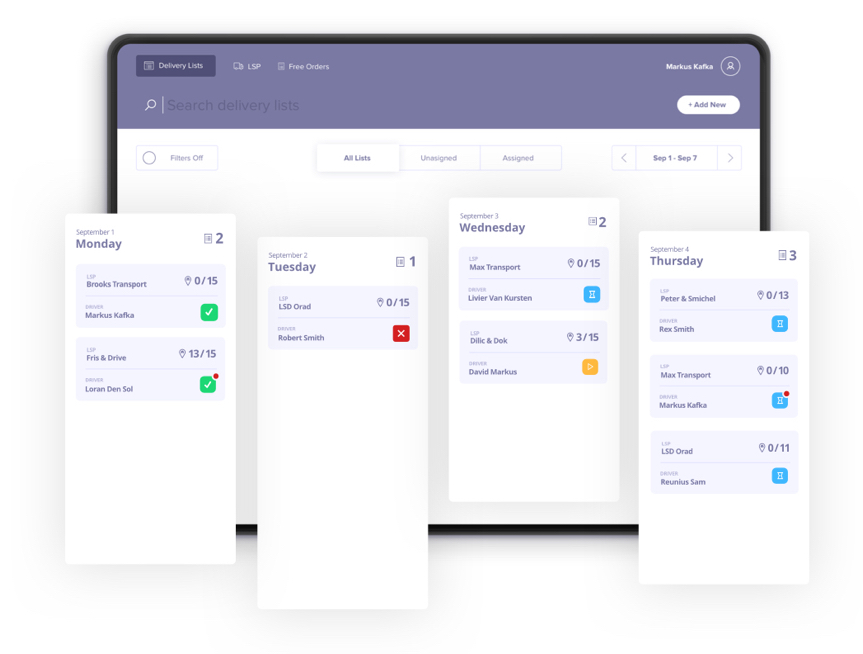 Delivery Lists
LSP
Free Orders
Markus Kafka
Search delivery lists
+ Add New
Filters Off
All Lists
Unassigned
Assigned
Sep 1 - Sep 7
September 1
Monday
2
LSP
Brooks Transport
0/15
DRIVER
Markus Kafka
LSP
Fris & Drive
13/15
DRIVER
Loran Den Sol
September 2
Tuesday
1
LSP
LSD Orad
0/15
DRIVER
Robert Smith
September 3
Wednesday
2
LSP
Max Transport
0/15
DRIVER
Livier Van Kursten
LSP
Dilic & Dok
3/15
DRIVER
David Markus
September 4
Thursday
3
LSP
Peter & Smichel
0/13
DRIVER
Rex Smith
LSP
Max Transport
0/10
DRIVER
Markus Kafka
LSP
LSD Orad
0/11
DRIVER
Reunius Sam